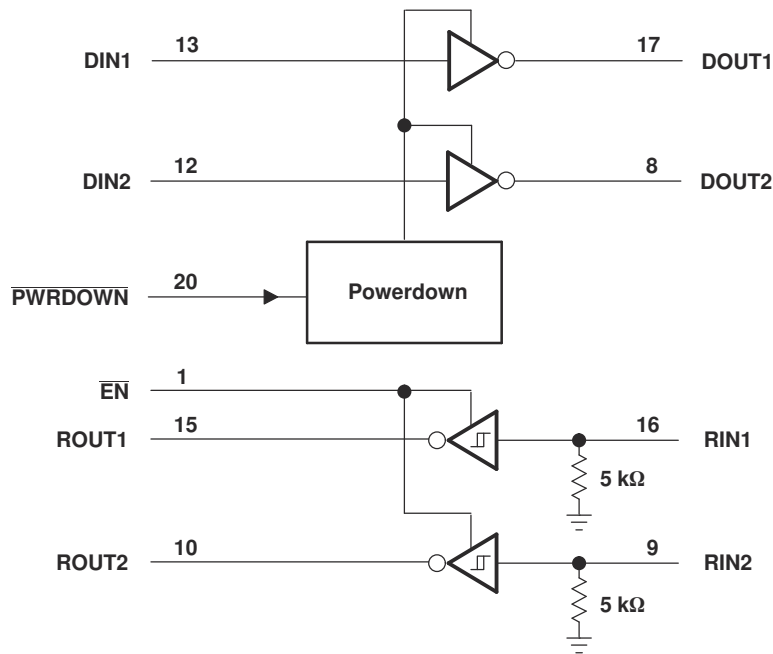 DIN1 13 17 DOUT1
DIN2 12 8 DOUT2
PWRDOWN 20 Powerdown
EN 1
ROUT1 15 16 RIN1
5 kΩ
ROUT2 10 9 RIN2
5 kΩ